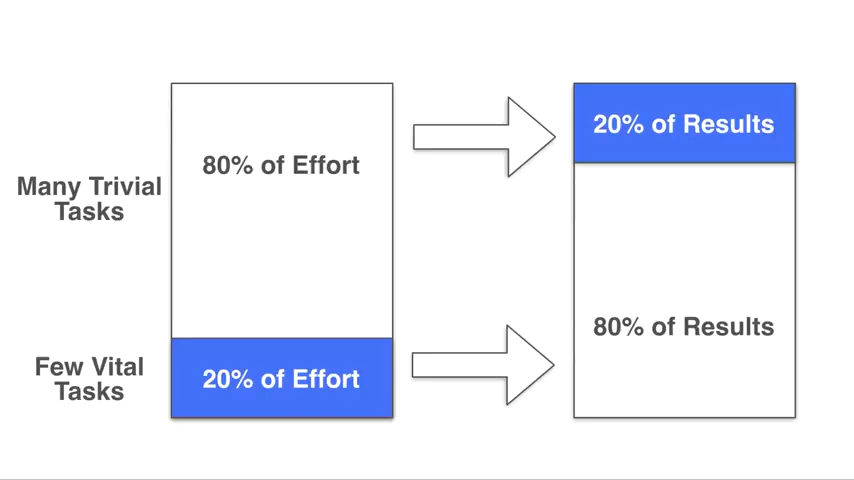 80% of Effort
20% of Results
Many Trivial
Tasks
80% of Results
Few Vital
Tasks
20% of Effort